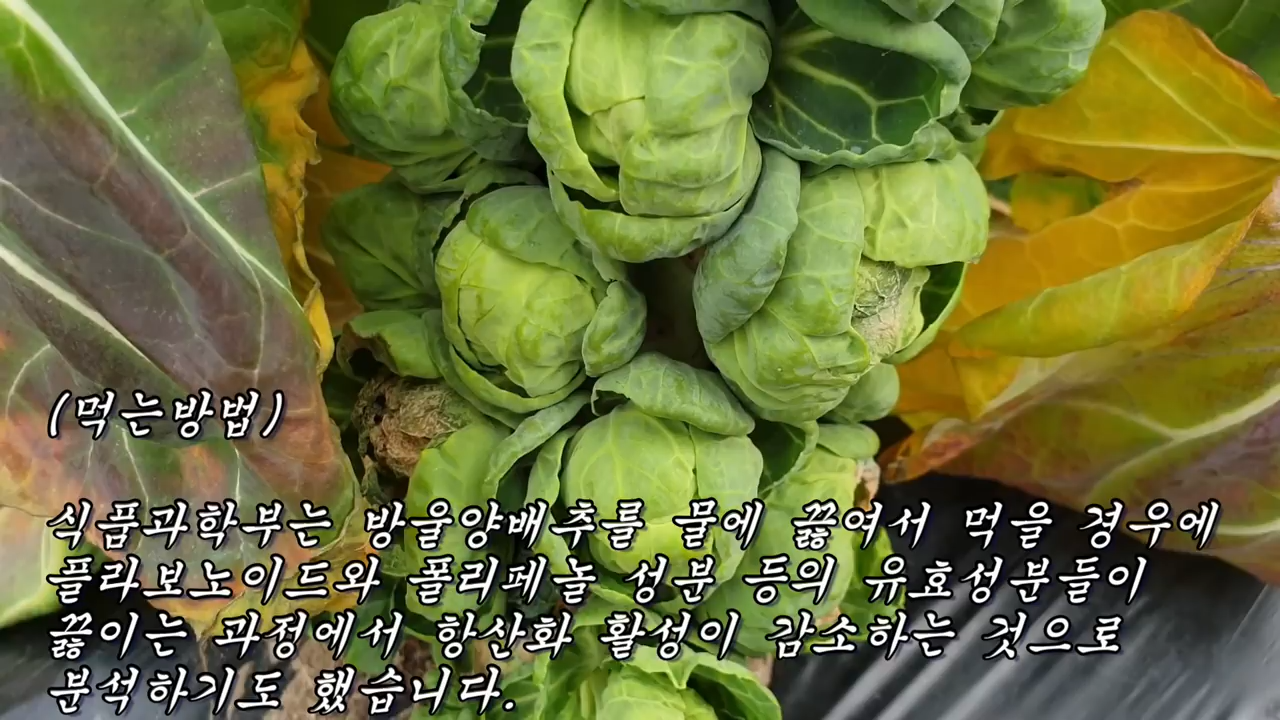 (먹는방법)
식품과학부는 방울양배추를 물에 끓여서 먹을 경우에
플라보노이드와 폴리페놀 성분 등의 유효성분들이
끓이는 과정에서 항산화 활성이 감소하는 것으로
분석하기도 했습니다.